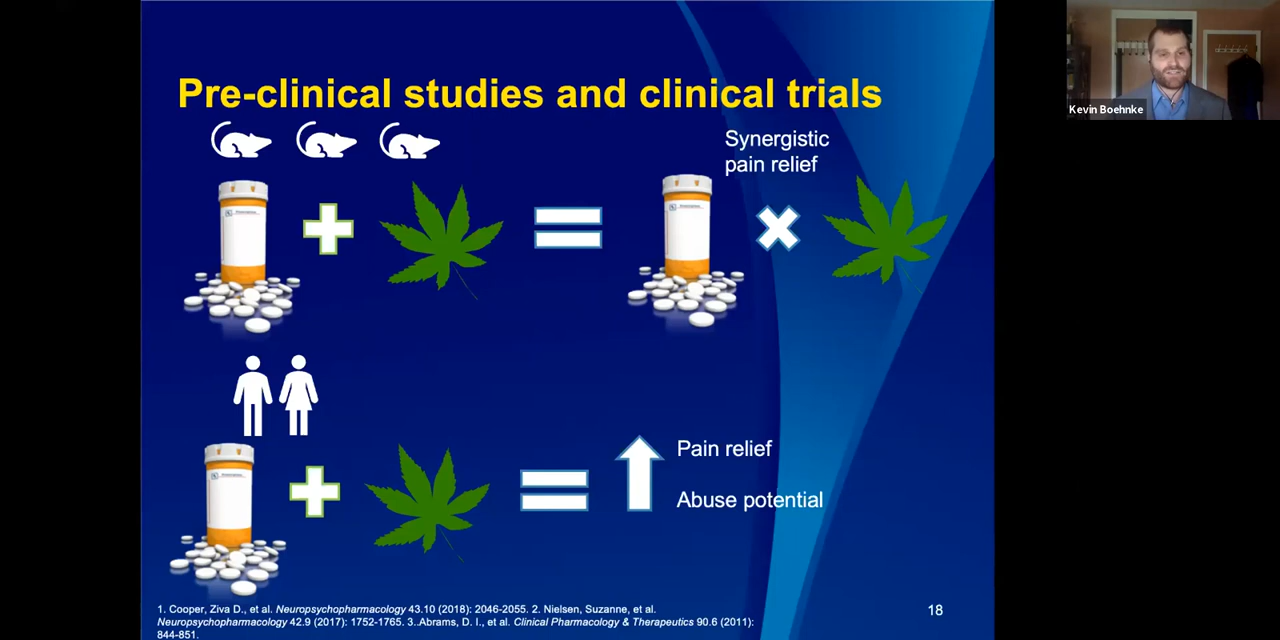 Pre-clinical studies and clinical trials
Synergistic
pain relief
Pain relief
Abuse potential
1. Cooper, Ziva D., et al. Neuropsychopharmacology 43.10 (2018): 2046-2055. 2. Nielsen, Suzanne, et al.
Neuropsychopharmacology 42.9 (2017): 1752-1765. 3..Abrams, D. I., et al. Clinical Pharmacology & Therapeutics 90.6 (2011):
844-851.
18
Kevin Boehnke